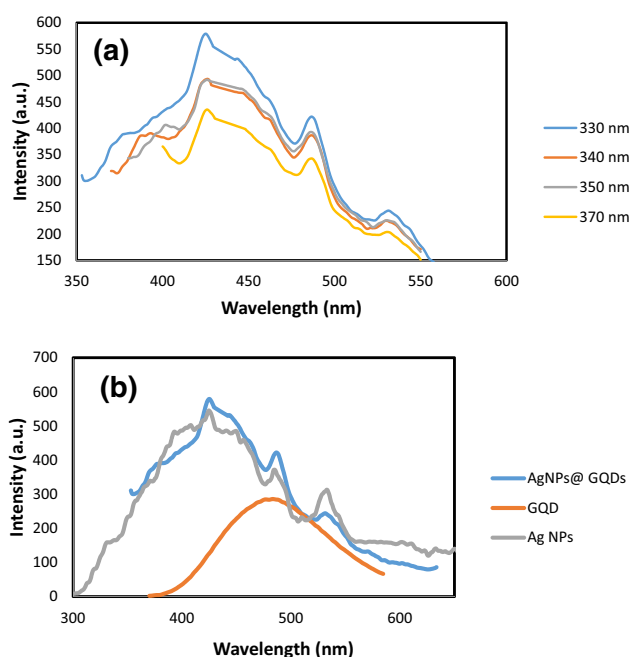 (a)
Intensity (a.u.)
600
550
500
450
400
350
300
250
200
150
350 400 450 500 550 600
Wavelength (nm)
330 nm
340 nm
350 nm
370 nm
(b)
Intensity (a.u.)
700
600
500
400
300
200
100
0
300 400 500 600
Wavelength (nm)
AgNPs@ GQDs
GQD
Ag NPs